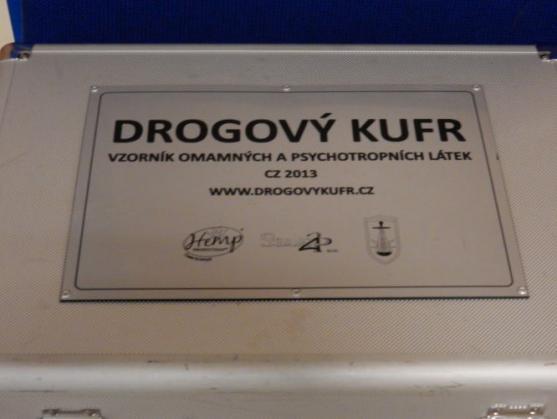 DROGOVÝ KUFR
VZORNÍK OMAMNÝCH A PSYCHOTROPNÍCH LÁTEK
CZ 2013
WWW.DROGOVYKUFR.CZ
Hemp